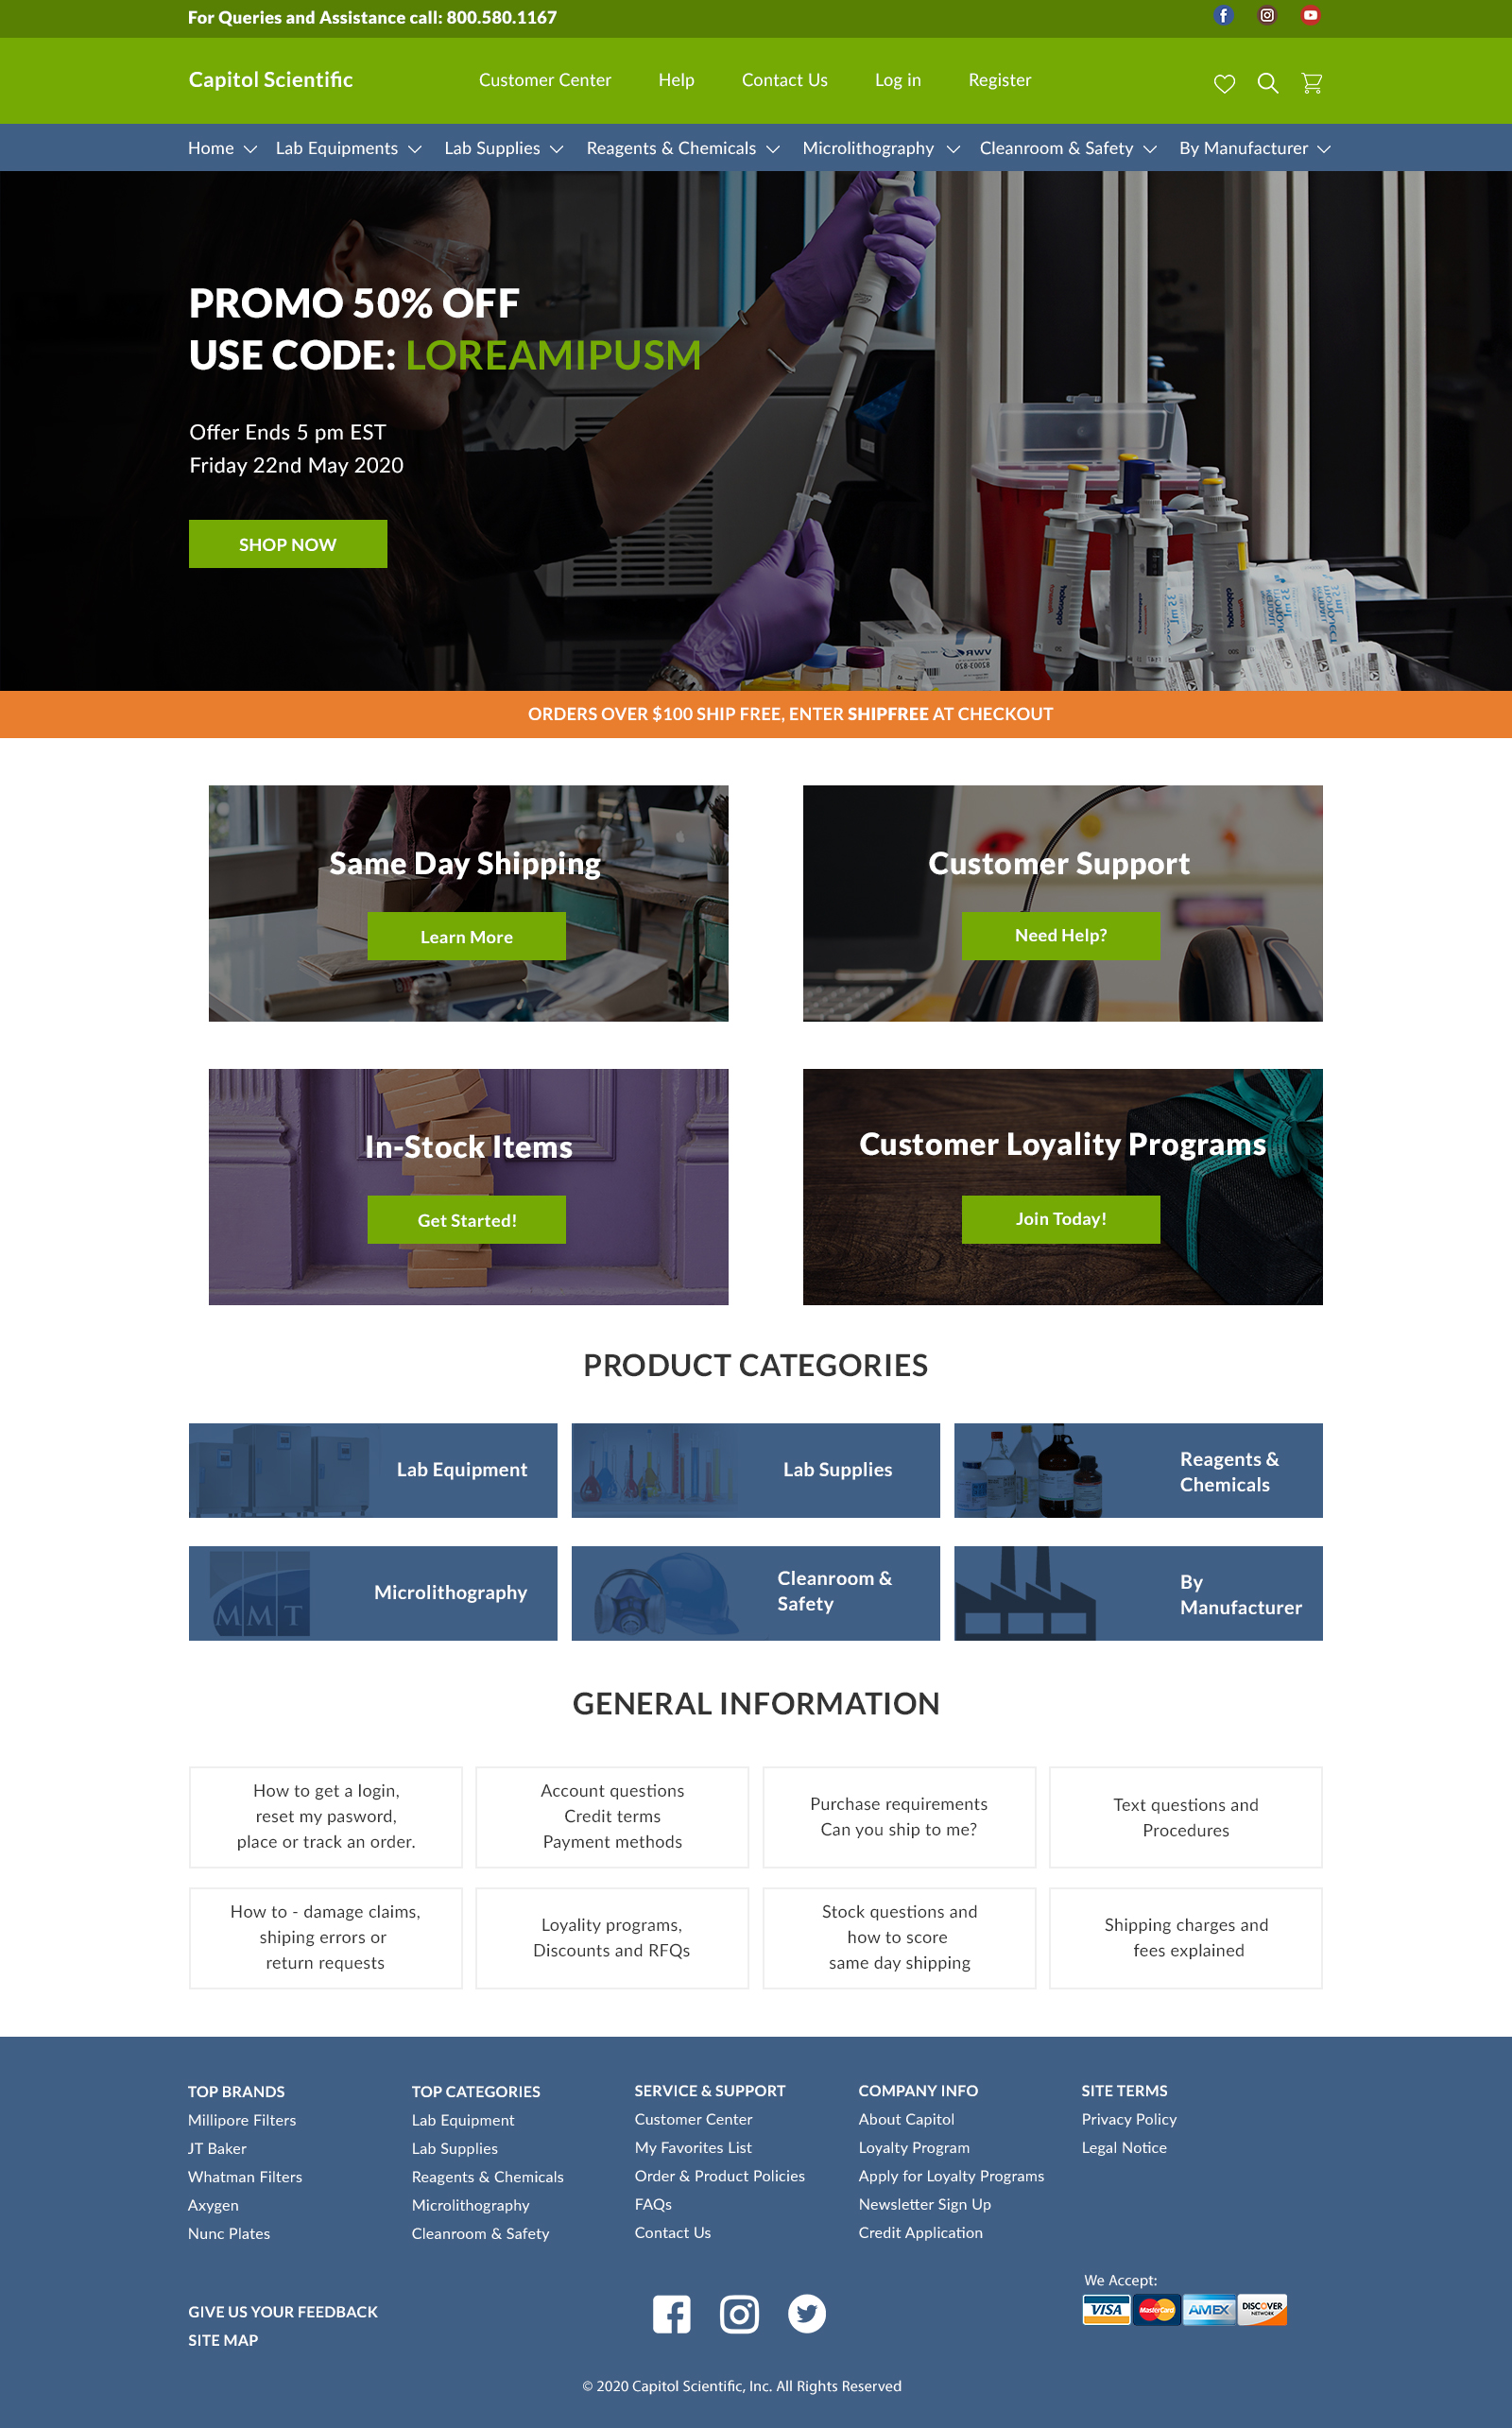 For Queries and Assistance call: 800.580.1167
Capitol Scientific
Customer Center
Help
Contact Us
Log in
Register
Home
Lab Equipments
Lab Supplies
Reagents & Chemicals
Microlithography
Cleanroom & Safety
By Manufacturer
PROMO 50% OFF
USE CODE: LOREAMIPUSM
Offer Ends 5 pm EST
Friday 22nd May 2020
SHOP NOW
ORDERS OVER $100 SHIP FREE, ENTER SHIPFREE AT CHECKOUT
Same Day Shipping
Learn More
Customer Support
Need Help?
In-Stock Items
Get Started!
Customer Loyality Programs
Join Today!
PRODUCT CATEGORIES
Lab Equipment
Lab Supplies
Reagents &
Chemicals
MMT
Microlithography
Cleanroom &
Safety
By
Manufacturer
GENERAL INFORMATION
How to get a login,
reset my pasword,
place or track an order.
Account questions
Credit terms
Payment methods
Purchase requirements
Can you ship to me?
Text questions and
Procedures
How to - damage claims,
shiping errors or
return requests
Loyality programs,
Discounts and RFQs
Stock questions and
how to score
same day shipping
Shipping charges and
fees explained
TOP BRANDS
Millipore Filters
JT Baker
Whatman Filters
Axygen
Nunc Plates
TOP CATEGORIES
Lab Equipment
Lab Supplies
Reagents & Chemicals
Microlithography
Cleanroom & Safety
SERVICE & SUPPORT
Customer Center
My Favorites List
Order & Product Policies
FAQs
Contact Us
COMPANY INFO
About Capitol
Loyalty Program
Apply for Loyalty Programs
Newsletter Sign Up
Credit Application
SITE TERMS
Privacy Policy
Legal Notice
GIVE US YOUR FEEDBACK
SITE MAP
We Accept:
VISA
MasterCard
AMEX
DISCOVER
NETWORK
© 2020 Capitol Scientific, Inc. All Rights Reserved